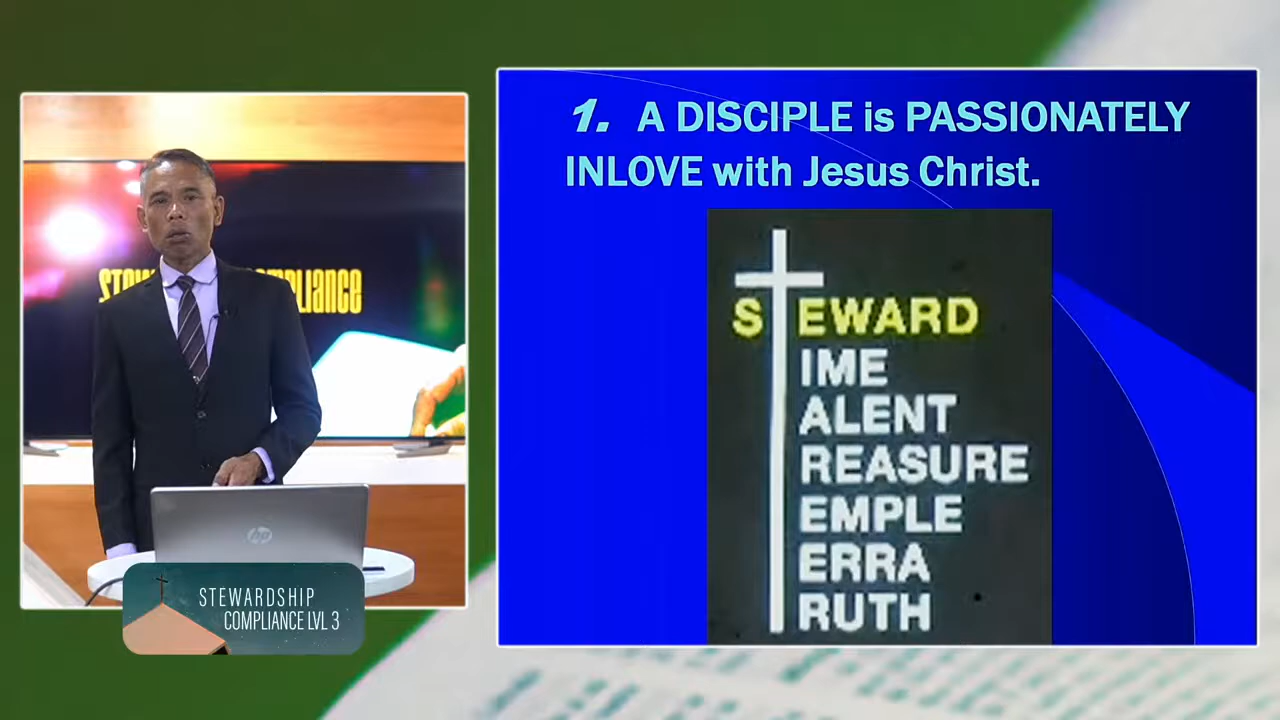 1. A DISCIPLE is PASSIONATELY
INLOVE with Jesus Christ.
STEWARD
IME
ALENT
REASURE
EMPLE
ERRA
RUTH
hp
STEWARDSHIP
COMPLIANCE LVL 3